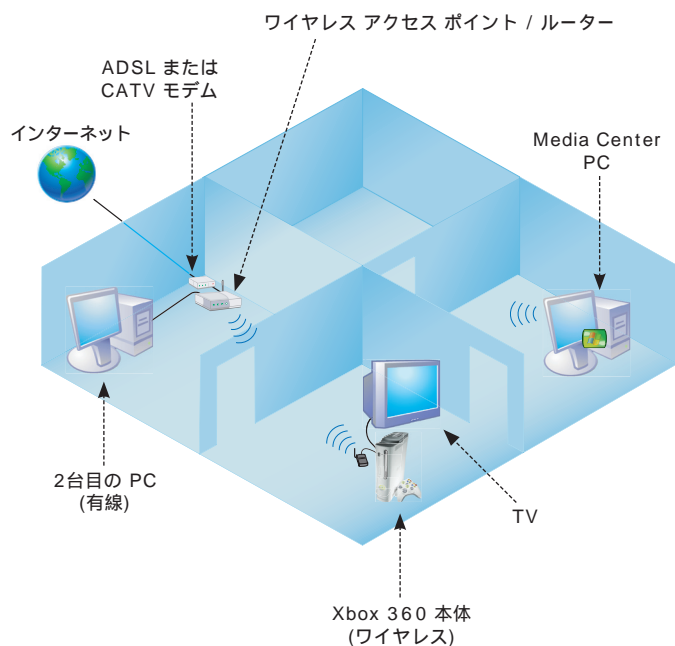 ワイヤレス アクセス ポイント / ルーター
ADSL または
CATV モデム
インターネット
Media Center
PC
2台目の PC
(有線)
TV
Xbox 360 本体
(ワイヤレス)